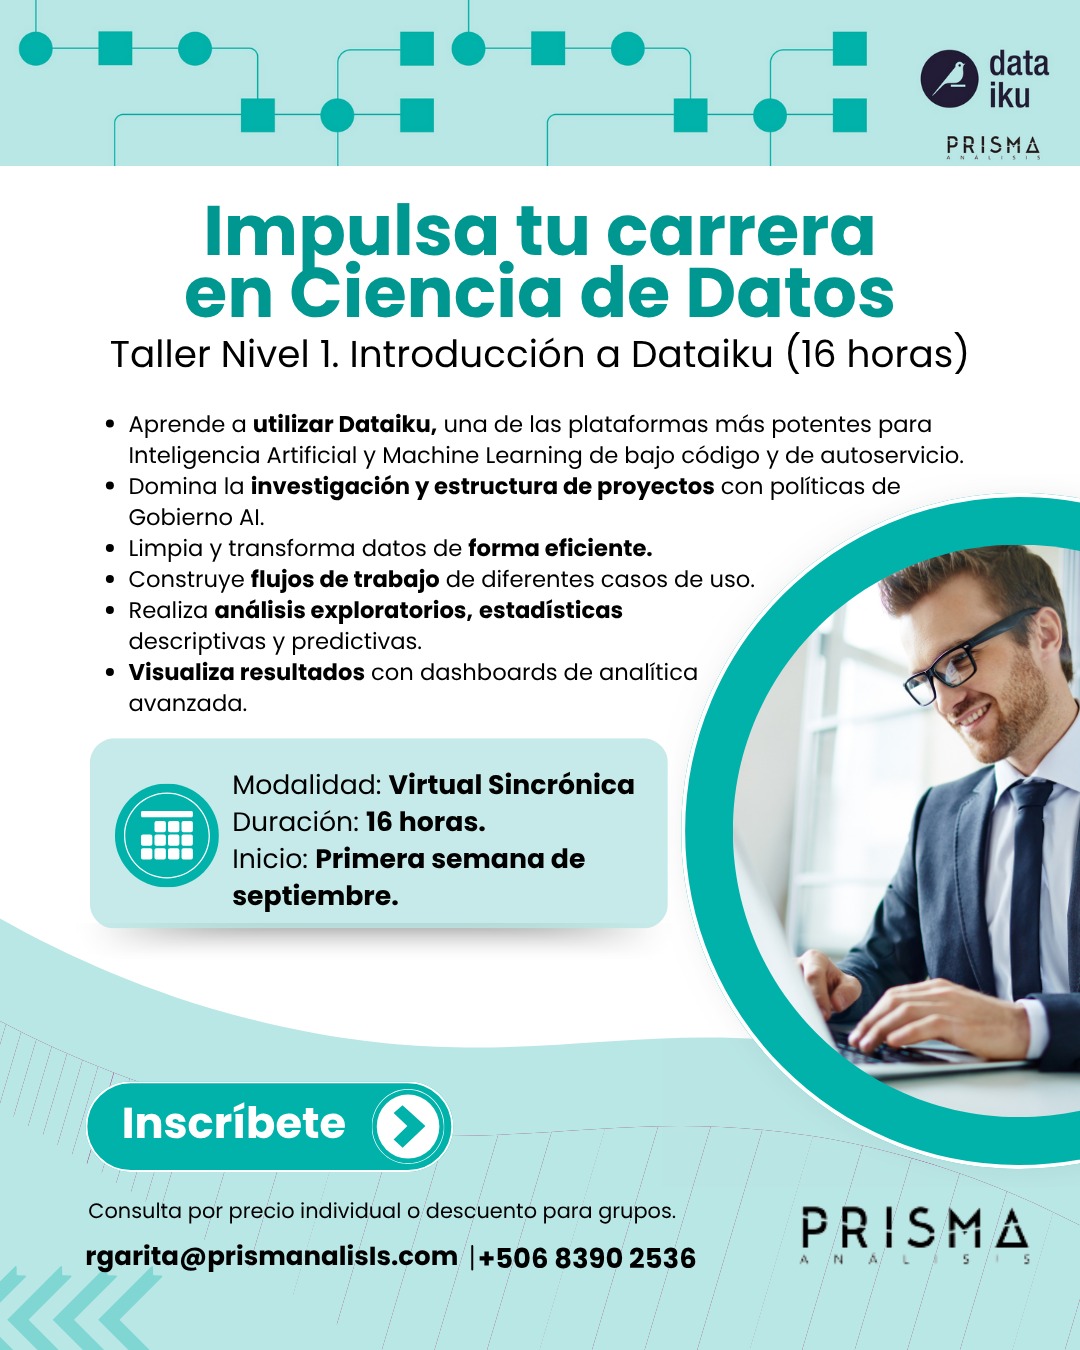 data
iku
PRISMA
ANÁLISIS
Impulsa tu carrera
en Ciencia de Datos
Taller Nivel 1. Introducción a Dataiku (16 horas)
• Aprende a utilizar Dataiku, una de las plataformas más potentes para
Inteligencia Artificial y Machine Learning de bajo código y de autoservicio.
• Domina la investigación y estructura de proyectos con políticas de
Gobierno AI.
• Limpia y transforma datos de forma eficiente.
• Construye flujos de trabajo de diferentes casos de uso.
• Realiza análisis exploratorios, estadísticas
descriptivas y predictivas.
• Visualiza resultados con dashboards de analítica
avanzada.
Modalidad: Virtual Sincrónica
Duración: 16 horas.
Inicio: Primera semana de
septiembre.
Inscríbete
Consulta por precio individual o descuento para grupos.
rgarita@prismanalisIs.com |+506 8390 2536
PRISMA
ANÁLISIS